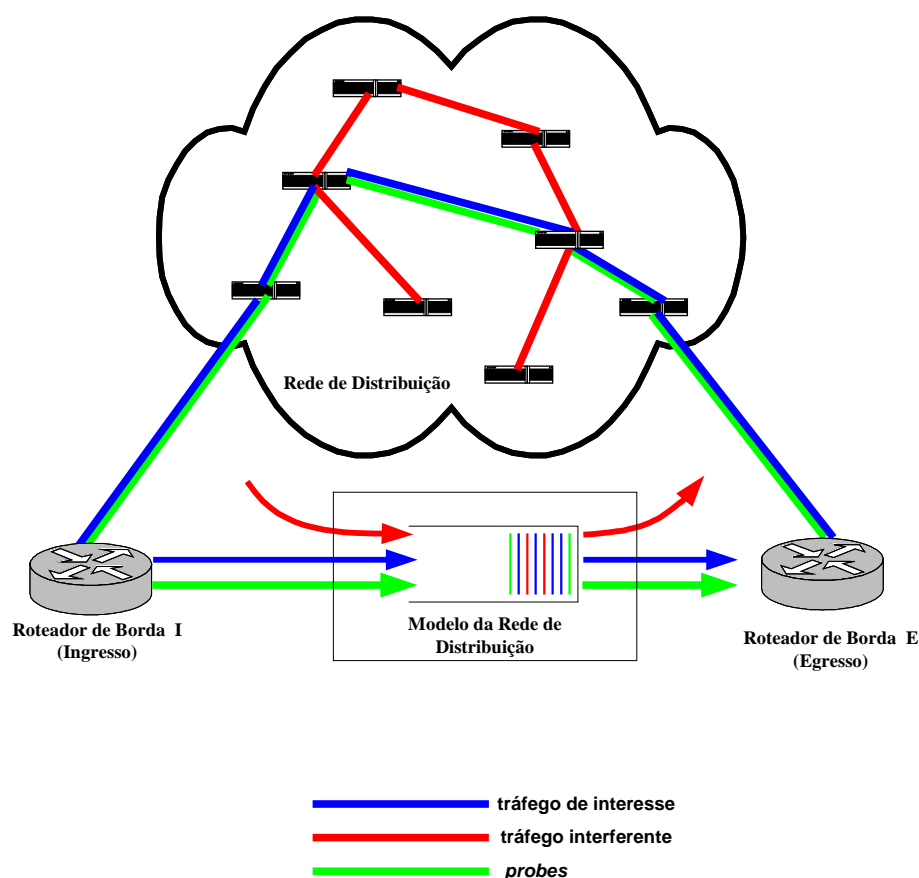 Rede de Distribuição
Roteador de Borda I
(Ingresso)
Modelo da Rede de
Distribuição
Roteador de Borda E
(Egresso)
tráfego de interesse
tráfego interferente
probes